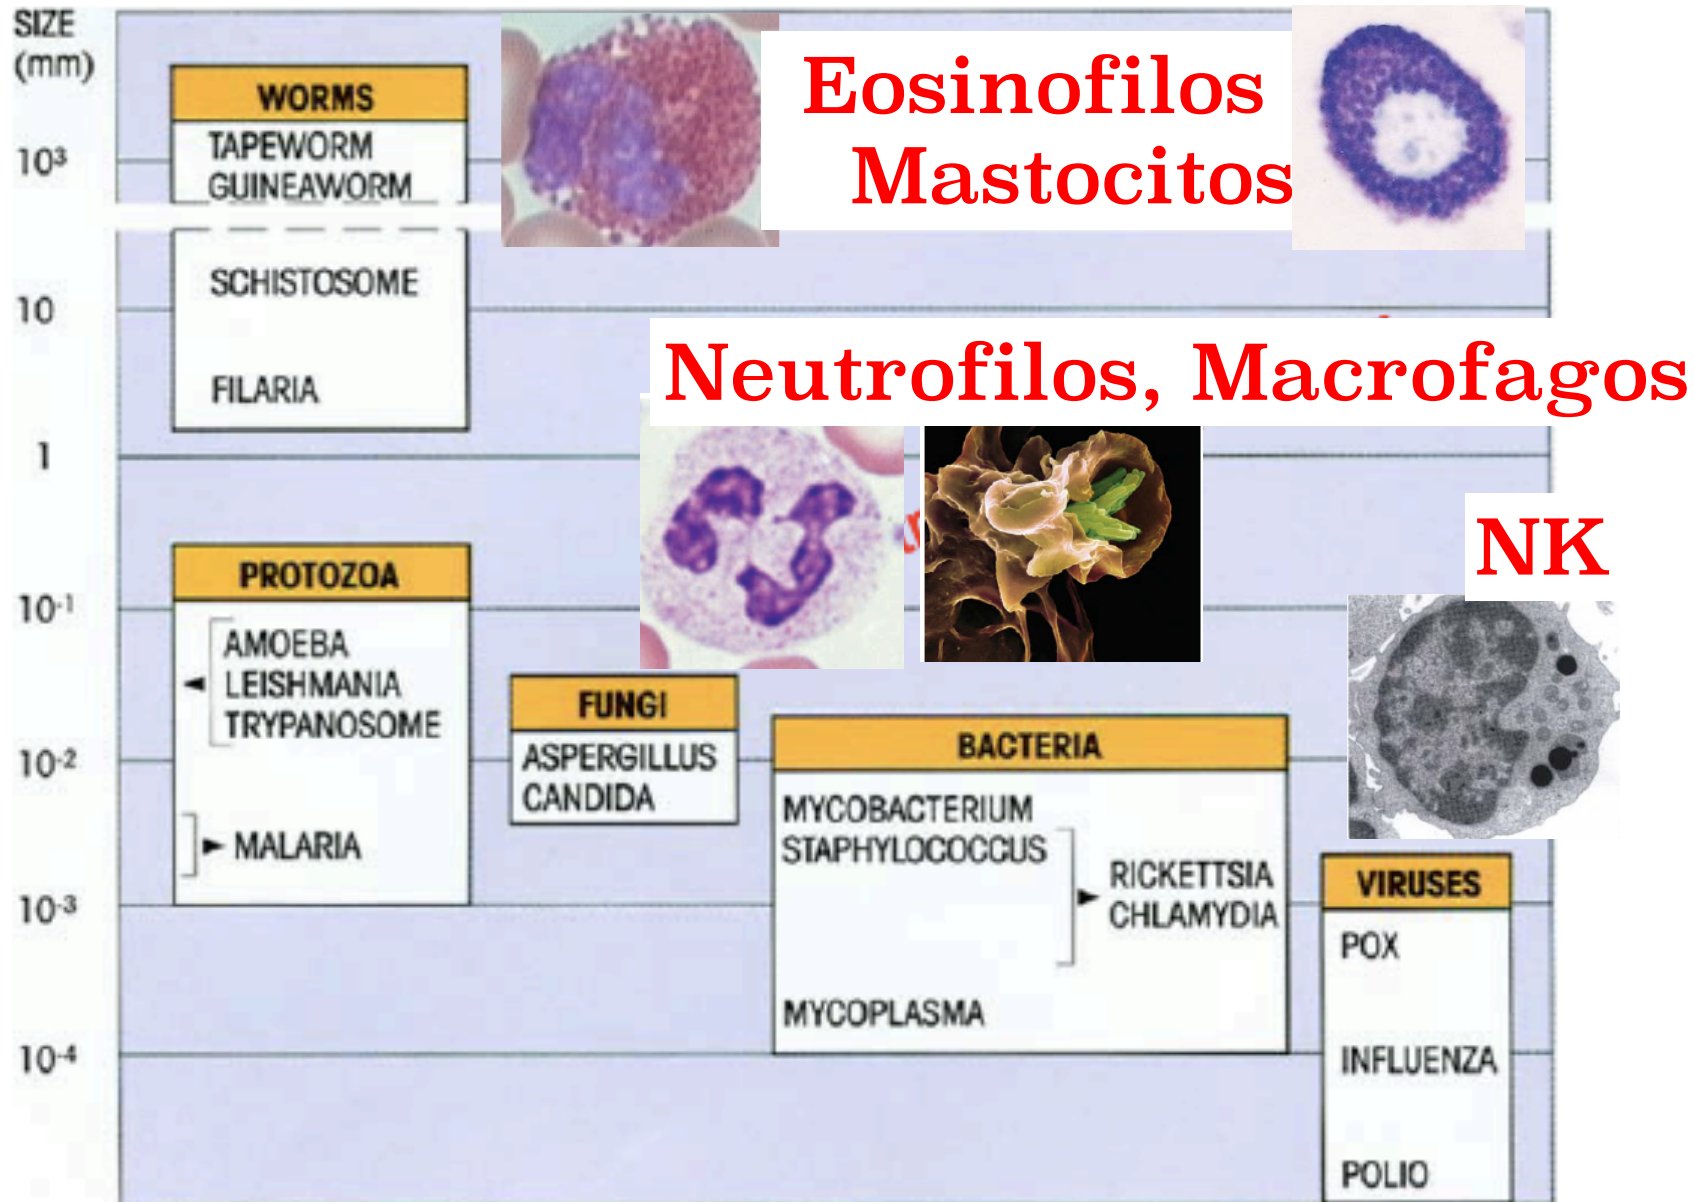 SIZE
(mm)
10³
10
1
10⁻¹
10⁻²
10⁻³
10⁻⁴
WORMS
TAPEWORM
GUINEAWORM
SCHISTOSOME
FILARIA
Eosinofilos
Mastocitos
Neutrofilos, Macrofagos
NK
PROTOZOA
AMOEBA
LEISHMANIA
TRYPANOSOME
MALARIA
FUNGI
ASPERGILLUS
CANDIDA
BACTERIA
MYCOBACTERIUM
STAPHYLOCOCCUS
RICKETTSIA
CHLAMYDIA
MYCOPLASMA
VIRUSES
POX
INFLUENZA
POLIO